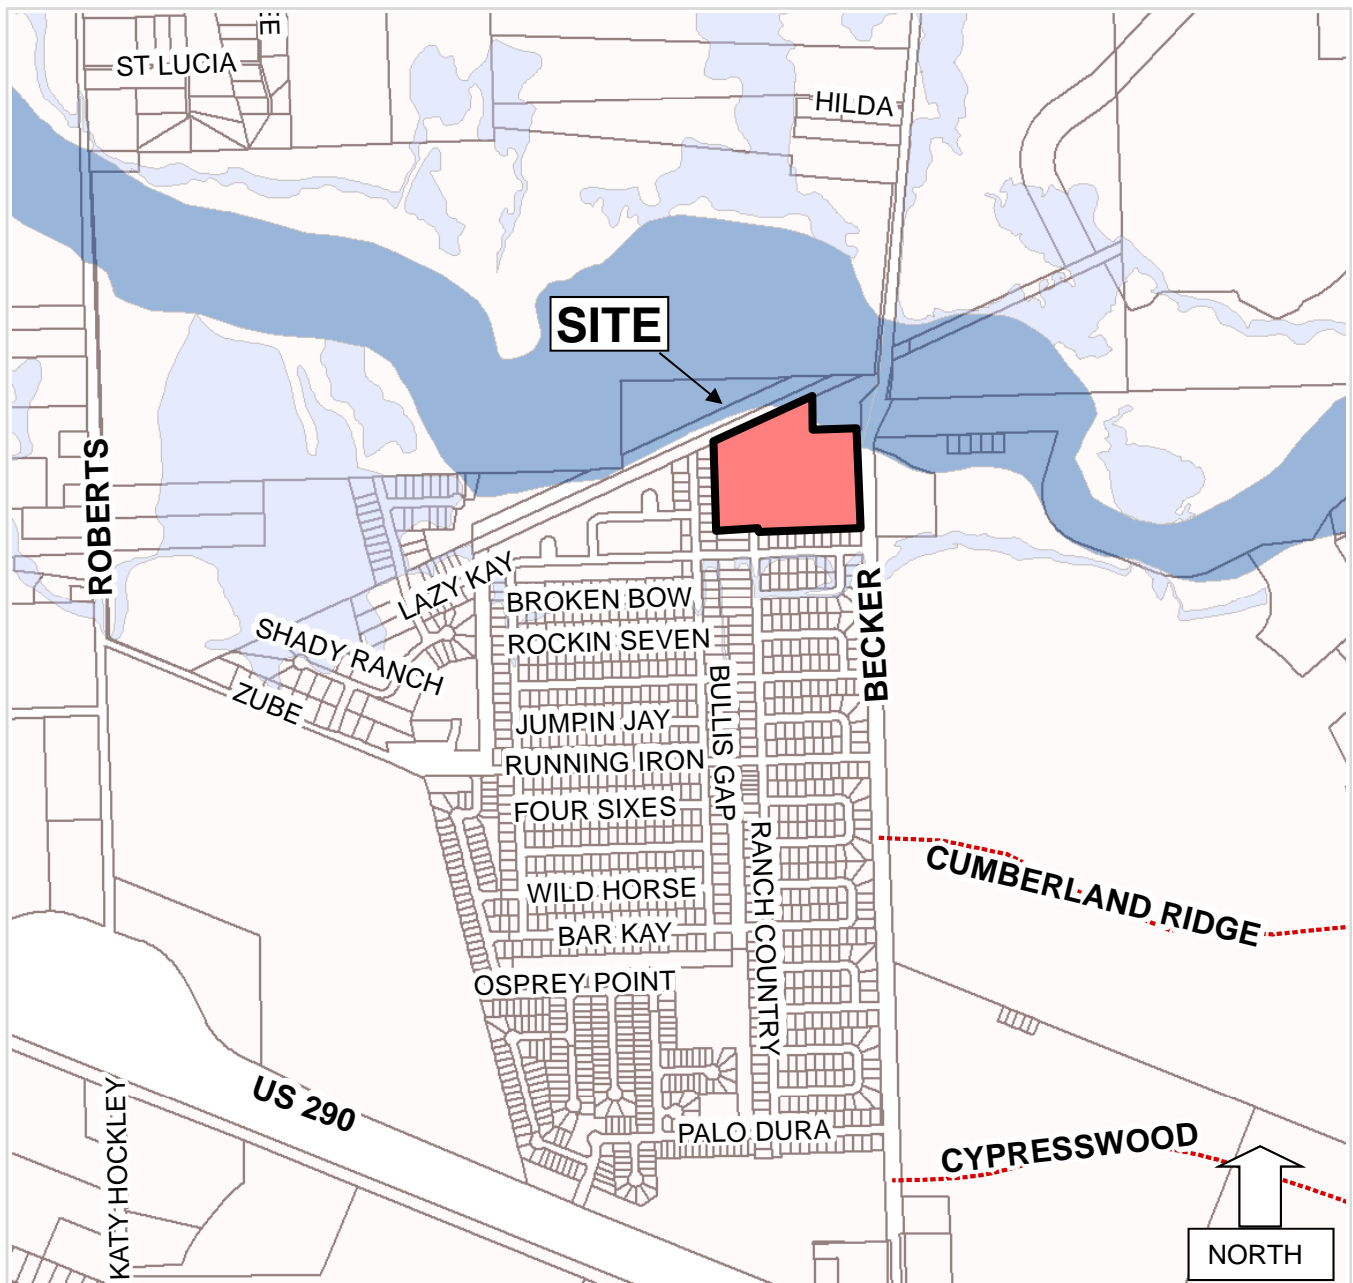 EE
ST LUCIA
HILDA
SITE
ROBERTS
LAZY KAY
BROKEN BOW
BECKER
SHADY RANCH
ROCKIN SEVEN
ZUBE
BULLIS GAP
JUMPIN JAY
RUNNING IRON
FOUR SIXES
RANCH COUNTRY
CUMBERLAND RIDGE
WILD HORSE
BAR KAY
OSPREY POINT
US 290
KATY HOCKLEY
PALO DURA
CYPRESSWOOD
NORTH